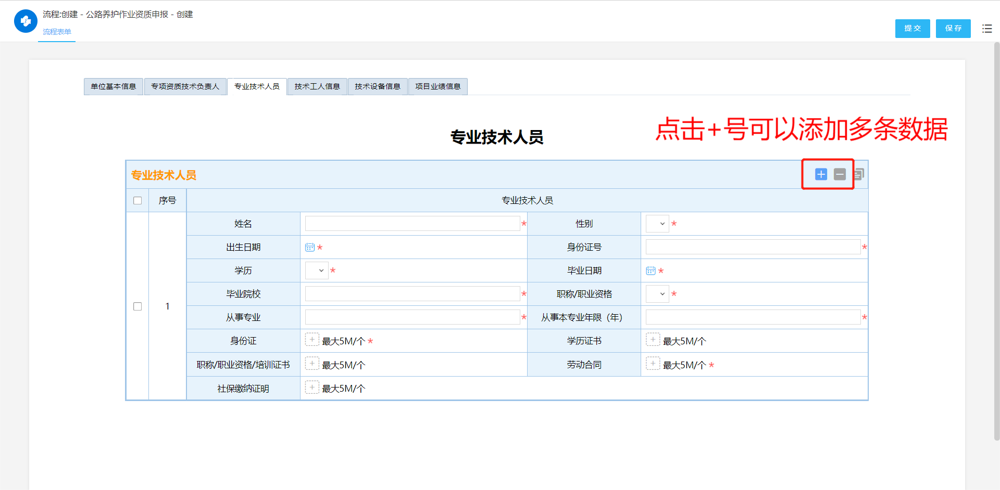 流程:创建 - 公路养护作业资质申报 - 创建
流程表单
提交 保存
单位基本信息 专项资质技术负责人 专业技术人员 技术工人信息 技术设备信息 项目业绩信息
点击+号可以添加多条数据
专业技术人员
专业技术人员
序号 专业技术人员
1
姓名 * 性别 *
出生日期 * 身份证号 *
学历 * 毕业日期 *
毕业院校 * 职称/职业资格 *
从事专业 * 从事本专业年限（年） *
身份证 + 最大5M/个 * 学历证书 + 最大5M/个
职称/职业资格/培训证书 + 最大5M/个 劳动合同 + 最大5M/个 *
社保缴纳证明 + 最大5M/个